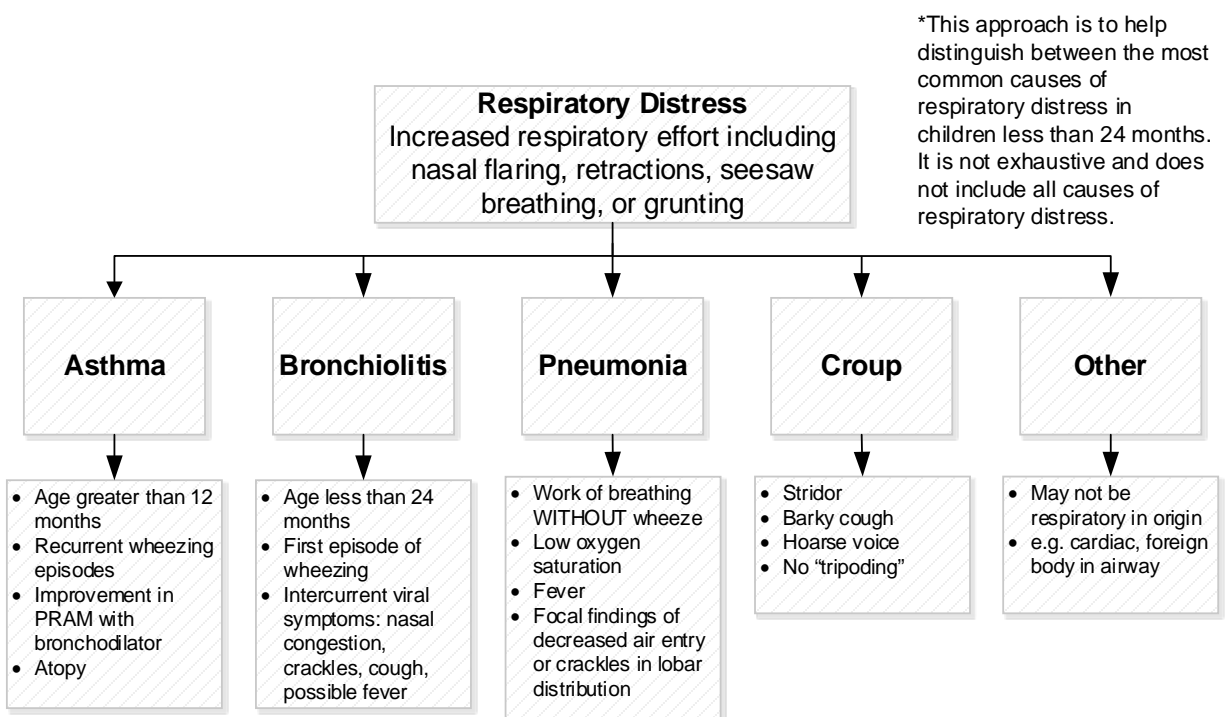 *This approach is to help
distinguish between the most
common causes of
respiratory distress in
children less than 24 months.
It is not exhaustive and does
not include all causes of
respiratory distress.
Respiratory Distress
Increased respiratory effort including
nasal flaring, retractions, seesaw
breathing, or grunting
Asthma
Bronchiolitis
Pneumonia
Croup
Other
• Age greater than 12
months
• Recurrent wheezing
episodes
• Improvement in
PRAM with
bronchodilator
• Atopy
• Age less than 24
months
• First episode of
wheezing
• Intercurrent viral
symptoms: nasal
congestion,
crackles, cough,
possible fever
• Work of breathing
WITHOUT wheeze
• Low oxygen
saturation
• Fever
• Focal findings of
decreased air entry
or crackles in lobar
distribution
• Stridor
• Barky cough
• Hoarse voice
• No “tripoding”
• May not be
respiratory in origin
• e.g. cardiac, foreign
body in airway